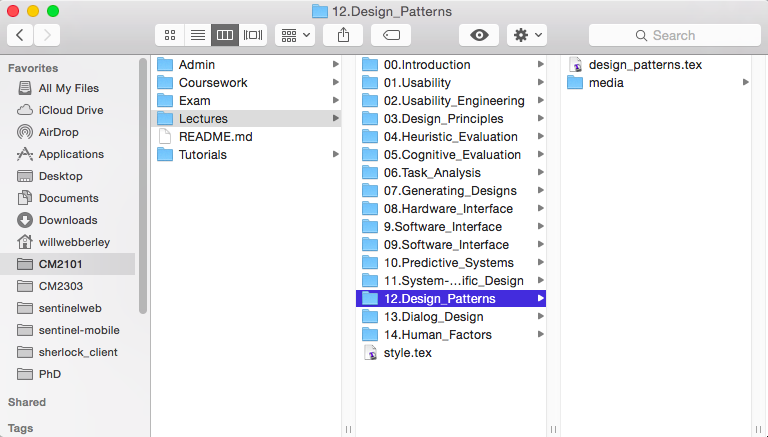 12.Design_Patterns
Search
Favorites
All My Files
iCloud Drive
AirDrop
Applications
Desktop
Documents
Downloads
willwebberley
CM2101
CM2303
sentinelweb
sentinel-mobile
sherlock_client
PhD
Shared
Tags
Admin
Coursework
Exam
Lectures
README.md
Tutorials
00.Introduction
01.Usability
02.Usability_Engineering
03.Design_Principles
04.Heuristic_Evaluation
05.Cognitive_Evaluation
06.Task_Analysis
07.Generating_Designs
08.Hardware_Interface
9.Software_Interface
09.Software_Interface
10.Predictive_Systems
11.System-...ific_Design
12.Design_Patterns
13.Dialog_Design
14.Human_Factors
style.tex
design_patterns.tex
media